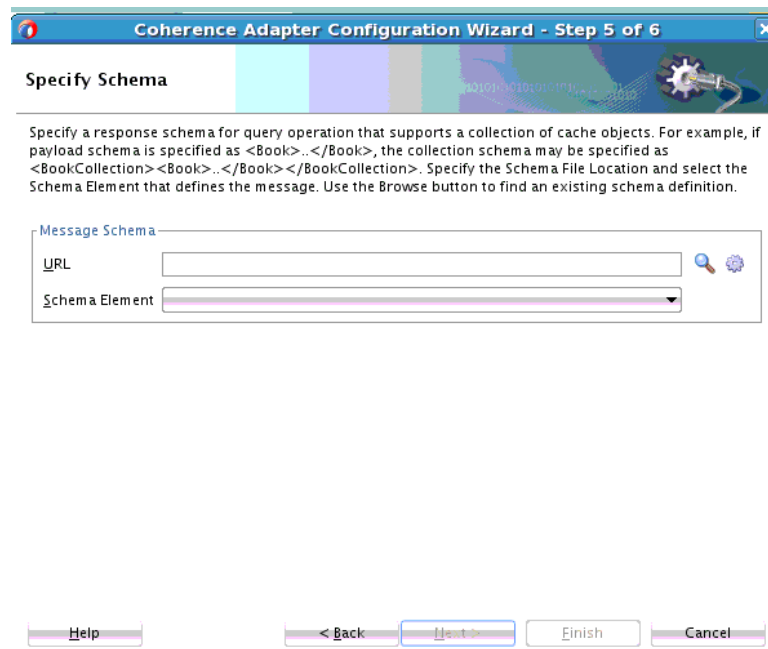 Coherence Adapter Configuration Wizard - Step 5 of 6
Specify Schema
Specify a response schema for query operation that supports a collection of cache objects. For example, if
payload schema is specified as <Book>..</Book>, the collection schema may be specified as
<BookCollection><Book>..</Book></BookCollection>. Specify the Schema File Location and select the
Schema Element that defines the message. Use the Browse button to find an existing schema definition.
Message Schema
URL
Schema Element
Help
< Back
Next >
Finish
Cancel